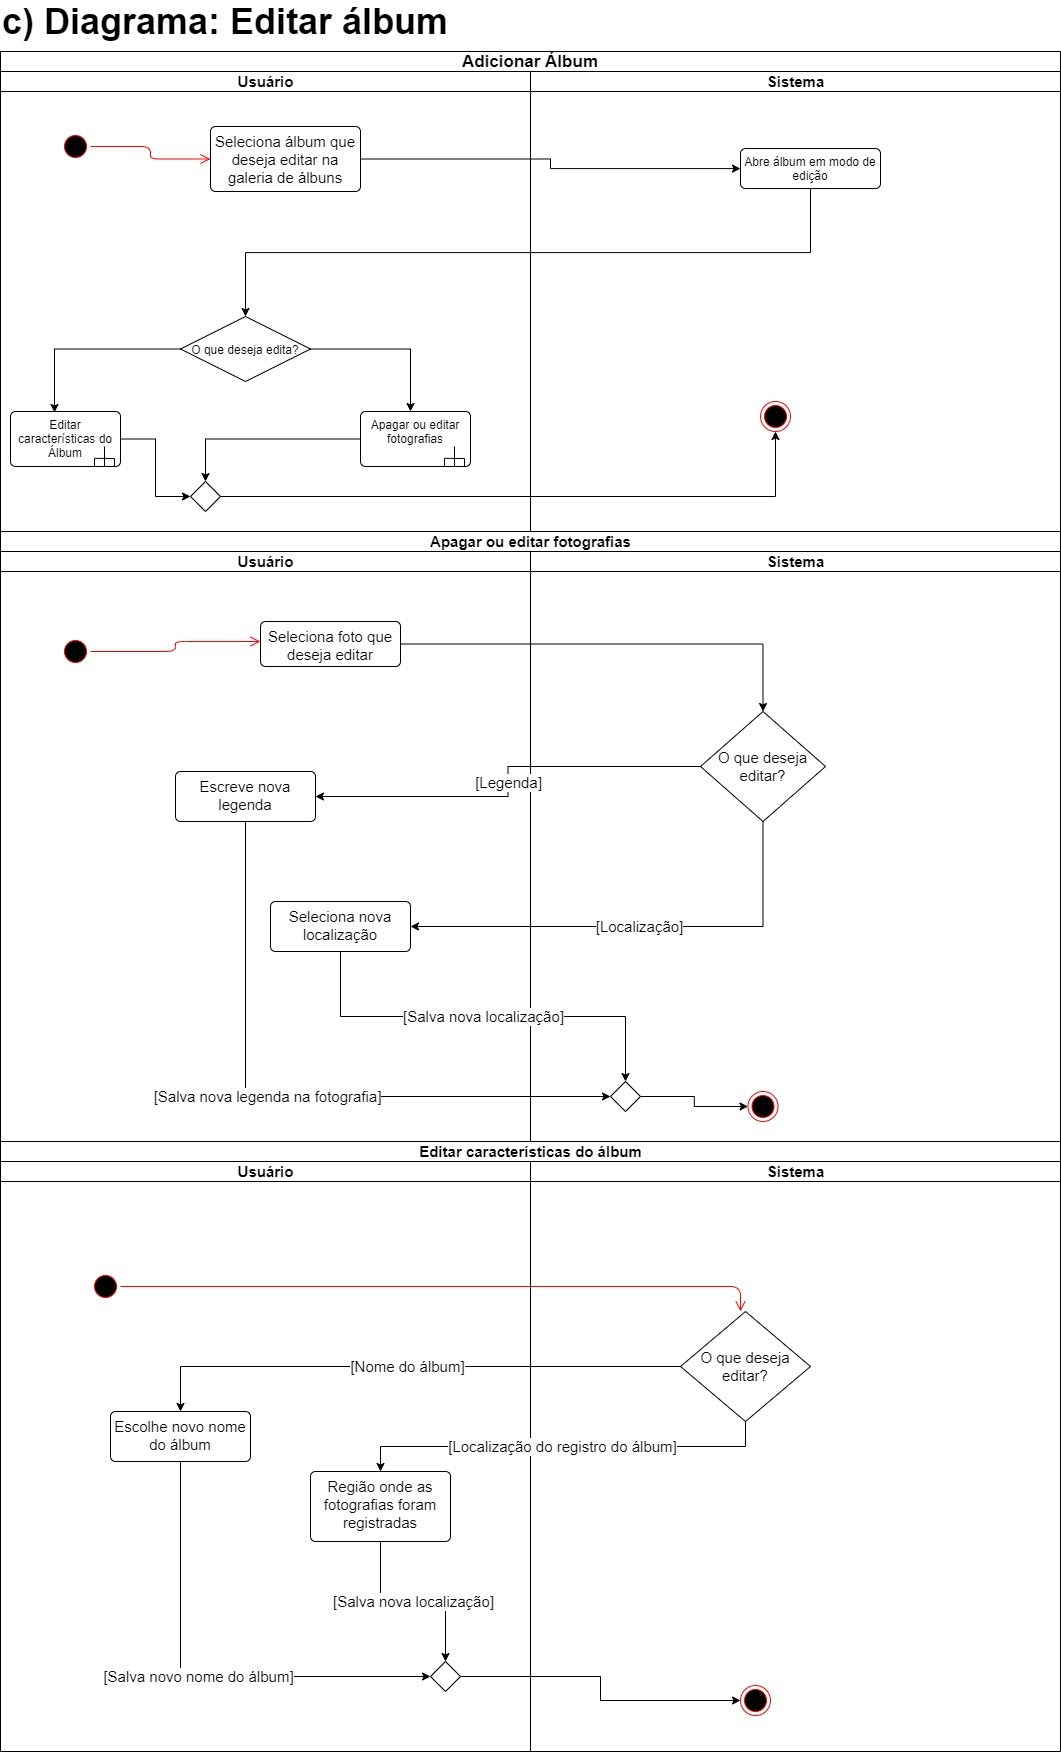 c) Diagrama: Editar álbum
Adicionar Álbum
Usuário
Sistema
Seleciona álbum que
deseja editar na
galeria de álbuns
Abre álbum em modo de
edição
O que deseja edita?
Editar
características do
Álbum
Apagar ou editar
fotografias
Apagar ou editar fotografias
Usuário
Sistema
Seleciona foto que
deseja editar
O que deseja
editar?
[Legenda]
Escreve nova
legenda
Seleciona nova
localização
[Localização]
[Salva nova localização]
[Salva nova legenda na fotografia]
Editar características do álbum
Usuário
Sistema
O que deseja
editar?
[Nome do álbum]
Escolhe novo nome
do álbum
[Localização do registro do álbum]
Região onde as
fotografias foram
registradas
[Salva nova localização]
[Salva novo nome do álbum]